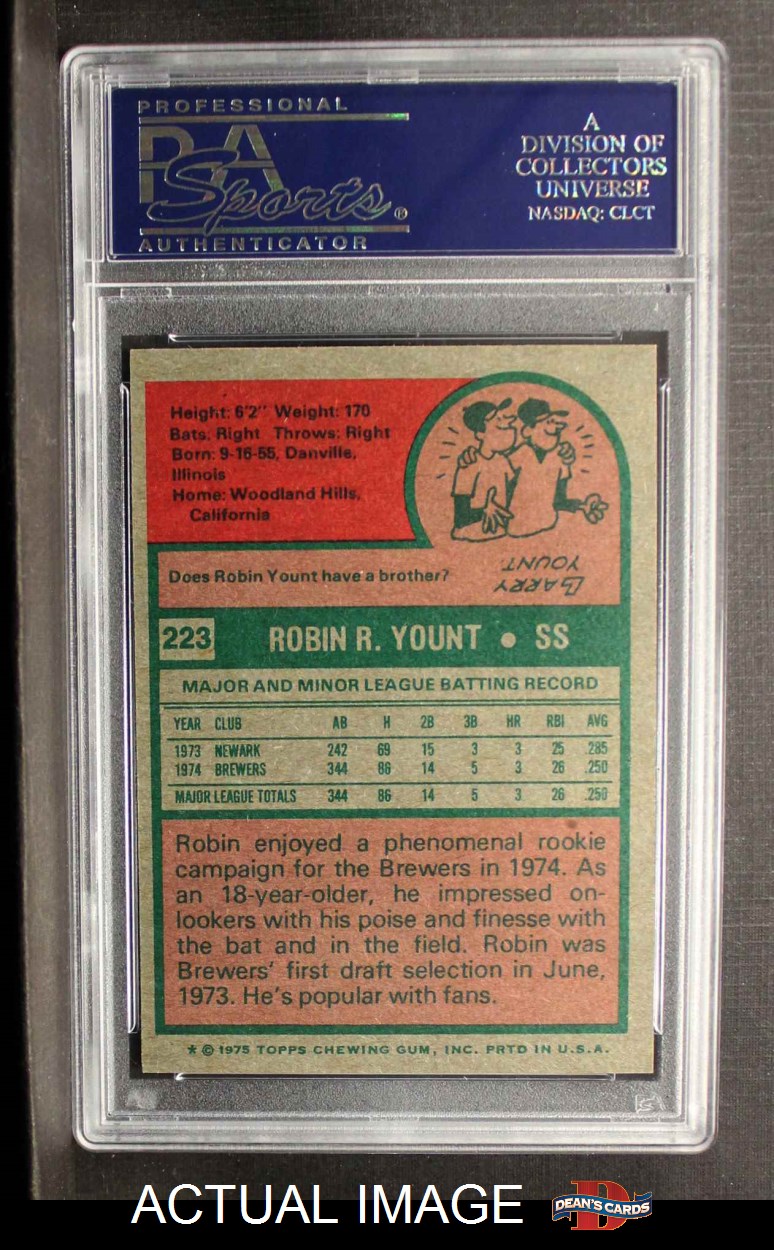 PROFESSIONAL
PSA
Sports®
AUTHENTICATOR
A
DIVISION OF
COLLECTORS
UNIVERSE
NASDAQ: CLCT
Height: 6'2" Weight: 170
Bats: Right Throws: Right
Born: 9-16-55, Danville,
Illinois
Home: Woodland Hills,
California
Does Robin Yount have a brother?
LARRY
YOUNT
223 ROBIN R. YOUNT • SS
MAJOR AND MINOR LEAGUE BATTING RECORD
YEAR CLUB AB H 2B 3B HR RBI AVG
1973 NEWARK 242 69 15 3 3 25 .285
1974 BREWERS 344 86 14 5 3 26 .250
MAJOR LEAGUE TOTALS 344 86 14 5 3 26 .250
Robin enjoyed a phenomenal rookie
campaign for the Brewers in 1974. As
an 18-year-older, he impressed on-
lookers with his poise and finesse with
the bat and in the field. Robin was
Brewers' first draft selection in June,
1973. He's popular with fans.
* © 1975 TOPPS CHEWING GUM, INC. PRTD IN U.S.A.
ACTUAL IMAGE
DEAN'S CARDS